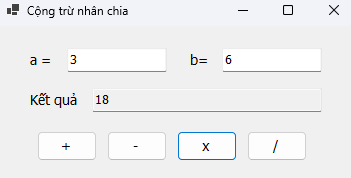 Cộng trừ nhân chia
a = 3 b= 6
Kết quả 18
+ - x /